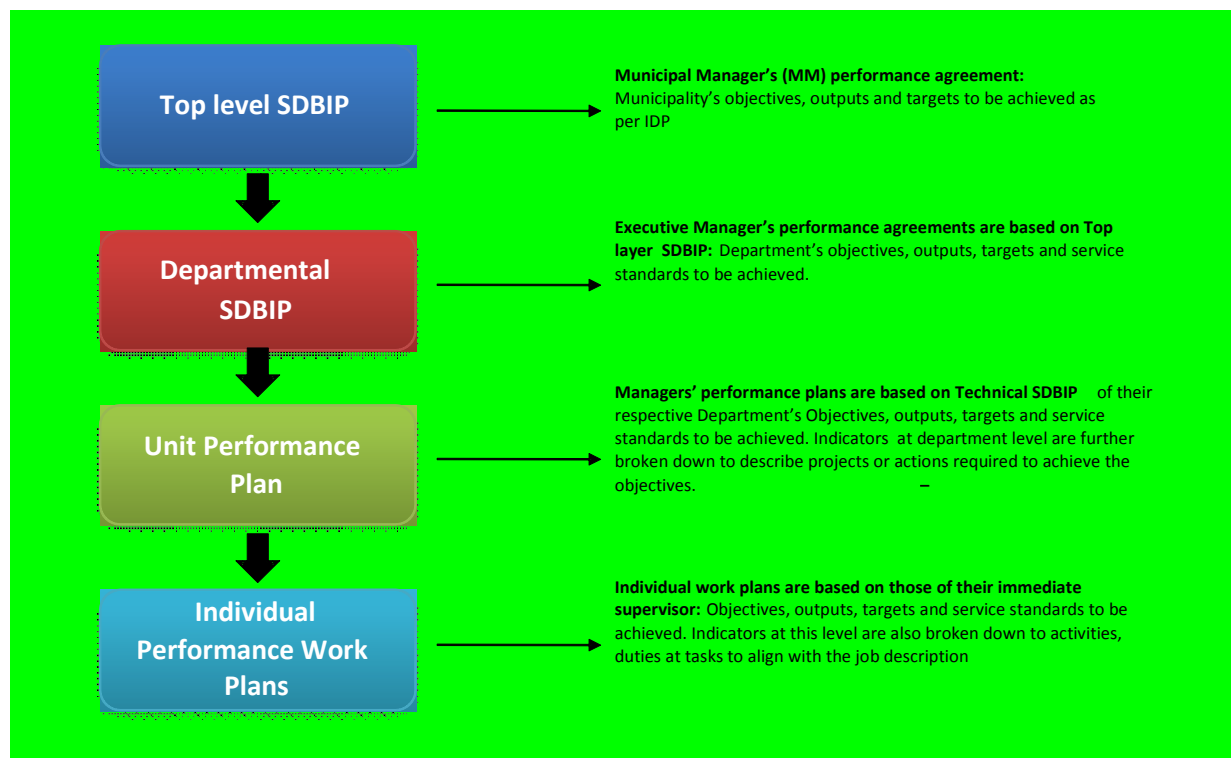 Top level SDBIP
Municipal Manager's (MM) performance agreement:
Municipality's objectives, outputs and targets to be achieved as
per IDP
Departmental
SDBIP
Executive Manager's performance agreements are based on Top
layer SDBIP: Department's objectives, outputs, targets and service
standards to be achieved.
Unit Performance
Plan
Managers' performance plans are based on Technical SDBIP of their
respective Department's Objectives, outputs, targets and service
standards to be achieved. Indicators at department level are further
broken down to describe projects or actions required to achieve the
objectives. –
Individual
Performance Work
Plans
Individual work plans are based on those of their immediate
supervisor: Objectives, outputs, targets and service standards to be
achieved. Indicators at this level are also broken down to activities,
duties at tasks to align with the job description